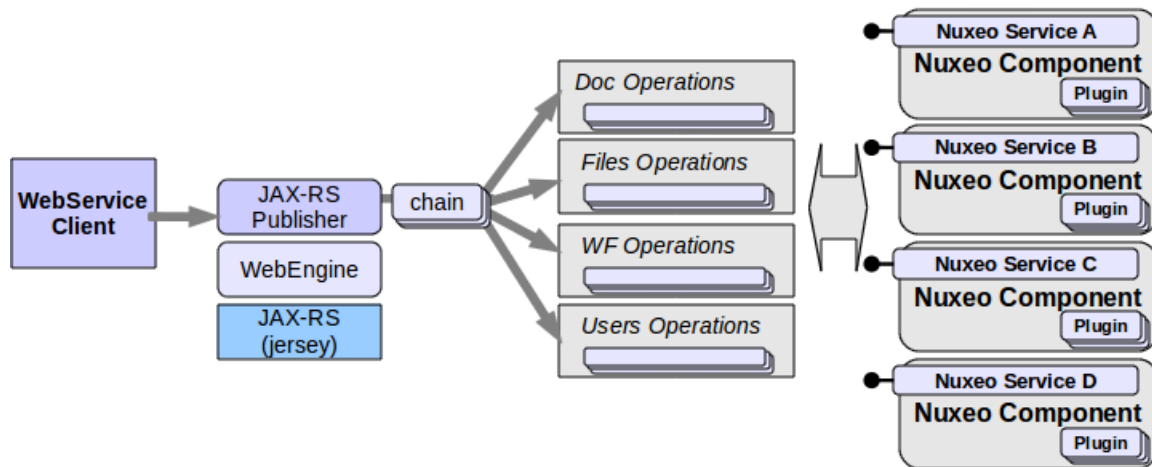 WebService
Client
JAX-RS
Publisher
WebEngine
JAX-RS
(jersey)
chain
Doc Operations
Files Operations
WF Operations
Users Operations
Nuxeo Service A
Nuxeo Component
Plugin
Nuxeo Service B
Nuxeo Component
Plugin
Nuxeo Service C
Nuxeo Component
Plugin
Nuxeo Service D
Nuxeo Component
Plugin